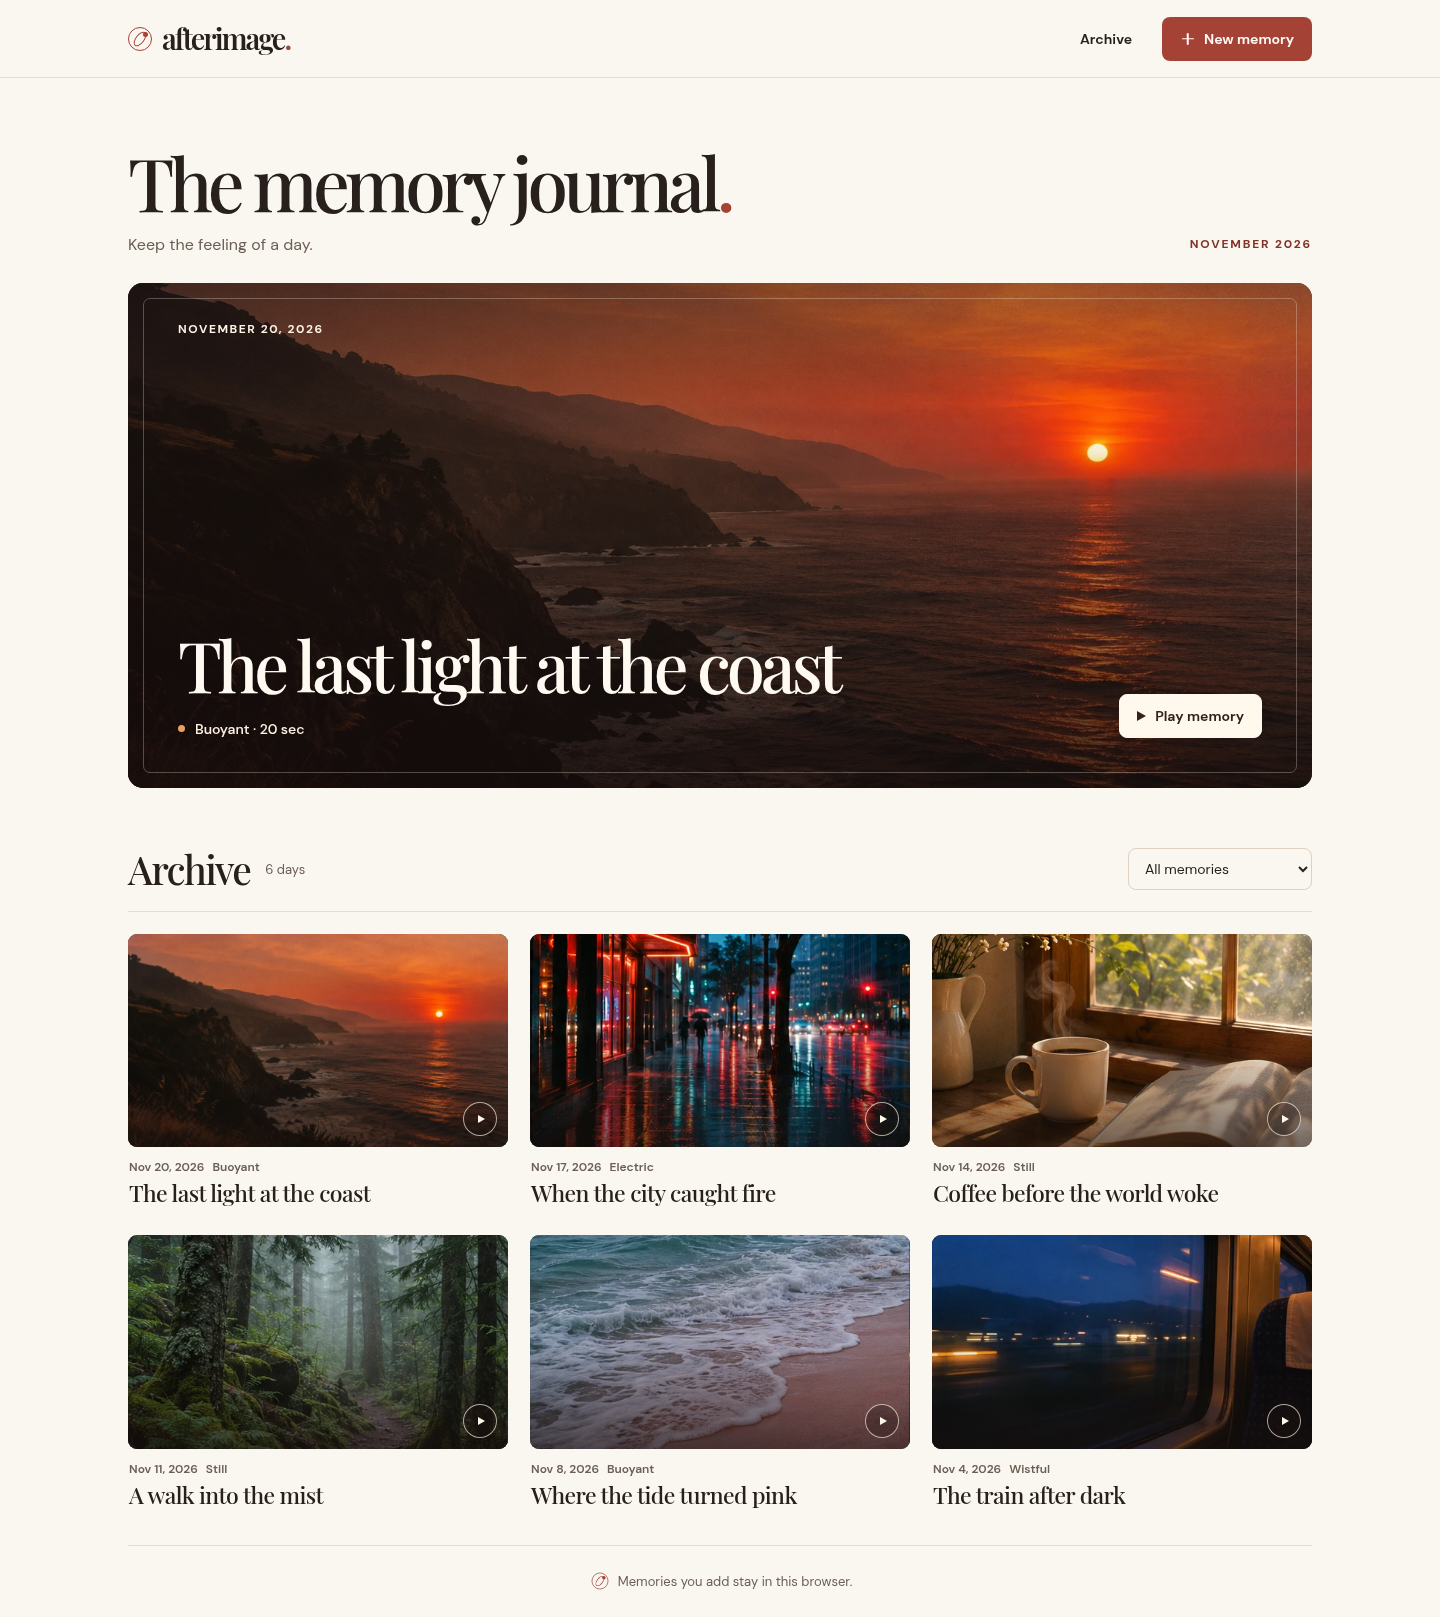 afterimage.
Archive
New memory
The memory journal.
Keep the feeling of a day.
NOVEMBER 2026
NOVEMBER 20, 2026
The last light at the coast
Buoyant · 20 sec
Play memory
Archive
6 days
All memories
Nov 20, 2026 Buoyant
The last light at the coast
Nov 17, 2026 Electric
When the city caught fire
Nov 14, 2026 Still
Coffee before the world woke
Nov 11, 2026 Still
A walk into the mist
Nov 8, 2026 Buoyant
Where the tide turned pink
Nov 4, 2026 Wistful
The train after dark
Memories you add stay in this browser.